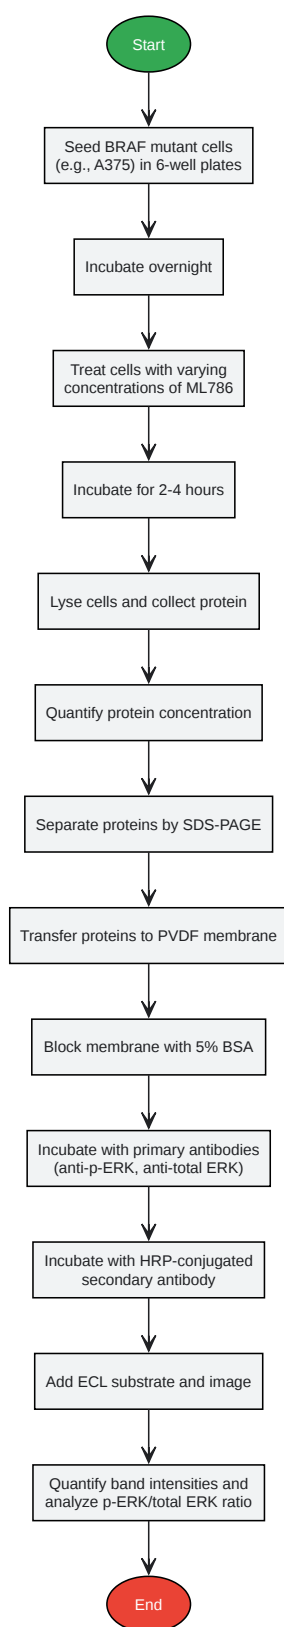 Start
Seed BRAF mutant cells
(e.g., A375) in 6-well plates
Incubate overnight
Treat cells with varying
concentrations of ML786
Incubate for 2-4 hours
Lyse cells and collect protein
Quantify protein concentration
Separate proteins by SDS-PAGE
Transfer proteins to PVDF membrane
Block membrane with 5% BSA
Incubate with primary antibodies
(anti-p-ERK, anti-total ERK)
Incubate with HRP-conjugated
secondary antibody
Add ECL substrate and image
Quantify band intensities and
analyze p-ERK/total ERK ratio
End